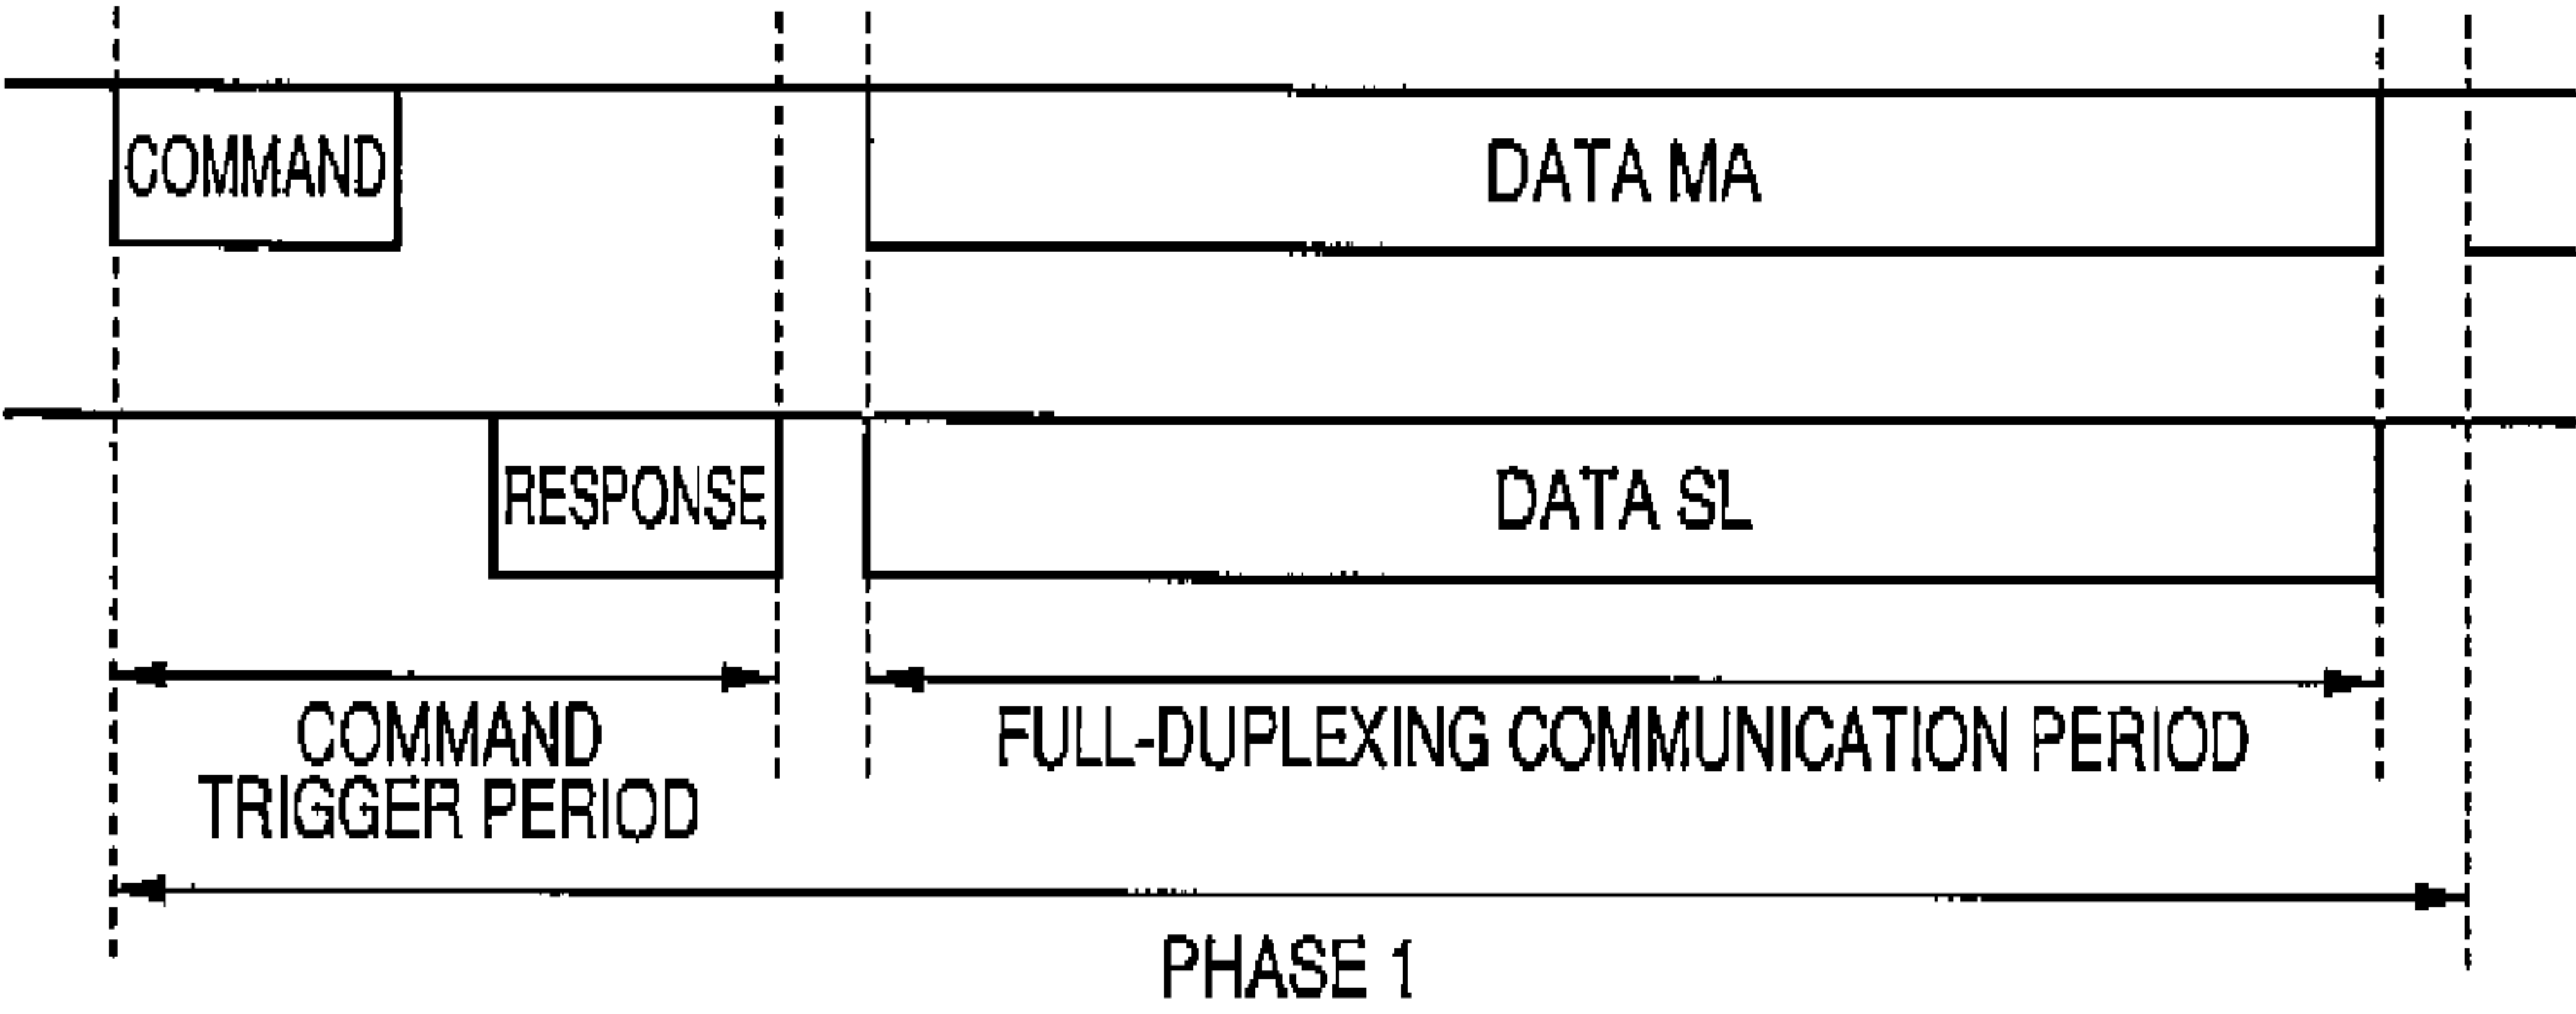 COMMAND
DATA MA
RESPONSE
DATA SL
COMMAND
TRIGGER PERIOD
FULL-DUPLEXING COMMUNICATION PERIOD
PHASE 1